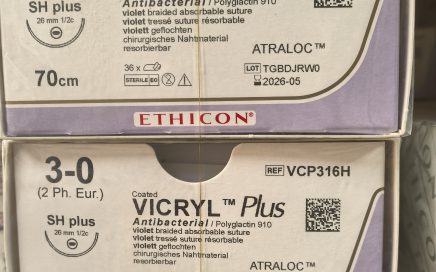 SH plus
26 mm 1/2c
70cm
Antibacterial / Polyglactin 910
violet braided absorbable suture
violet tressé suture résorbable
violett geflochten
chirurgisches Nahtmaterial
resorbierbar
36 x
STERILE EO
ATRALOC™
LOT TGBDJRW0
2026-05
ETHICON®
3-0
(2 Ph. Eur.)
SH plus
26 mm 1/2c
Coated
VICRYL™ Plus
Antibacterial / Polyglactin 910
violet braided absorbable suture
violet tressé suture résorbable
violett geflochten
chirurgisches Nahtmaterial
resorbierbar
REF VCP316H
ATRALOC™